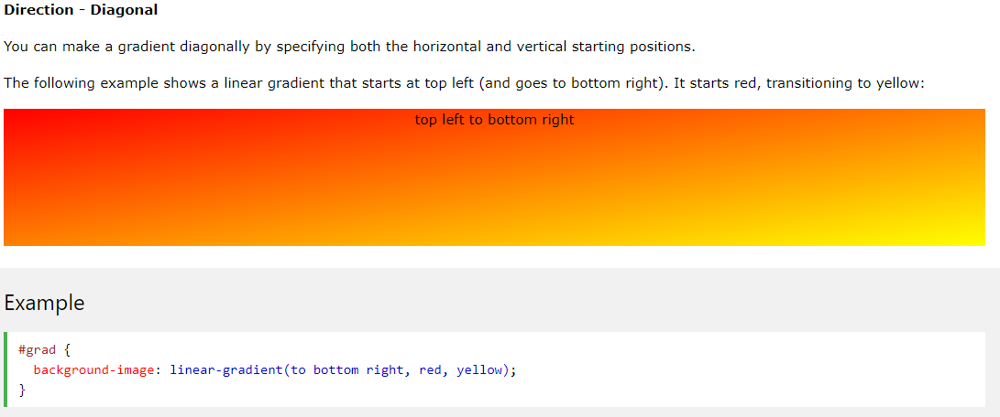 Direction - Diagonal
You can make a gradient diagonally by specifying both the horizontal and vertical starting positions.
The following example shows a linear gradient that starts at top left (and goes to bottom right). It starts red, transitioning to yellow:
top left to bottom right
Example
#grad {
  background-image: linear-gradient(to bottom right, red, yellow);
}